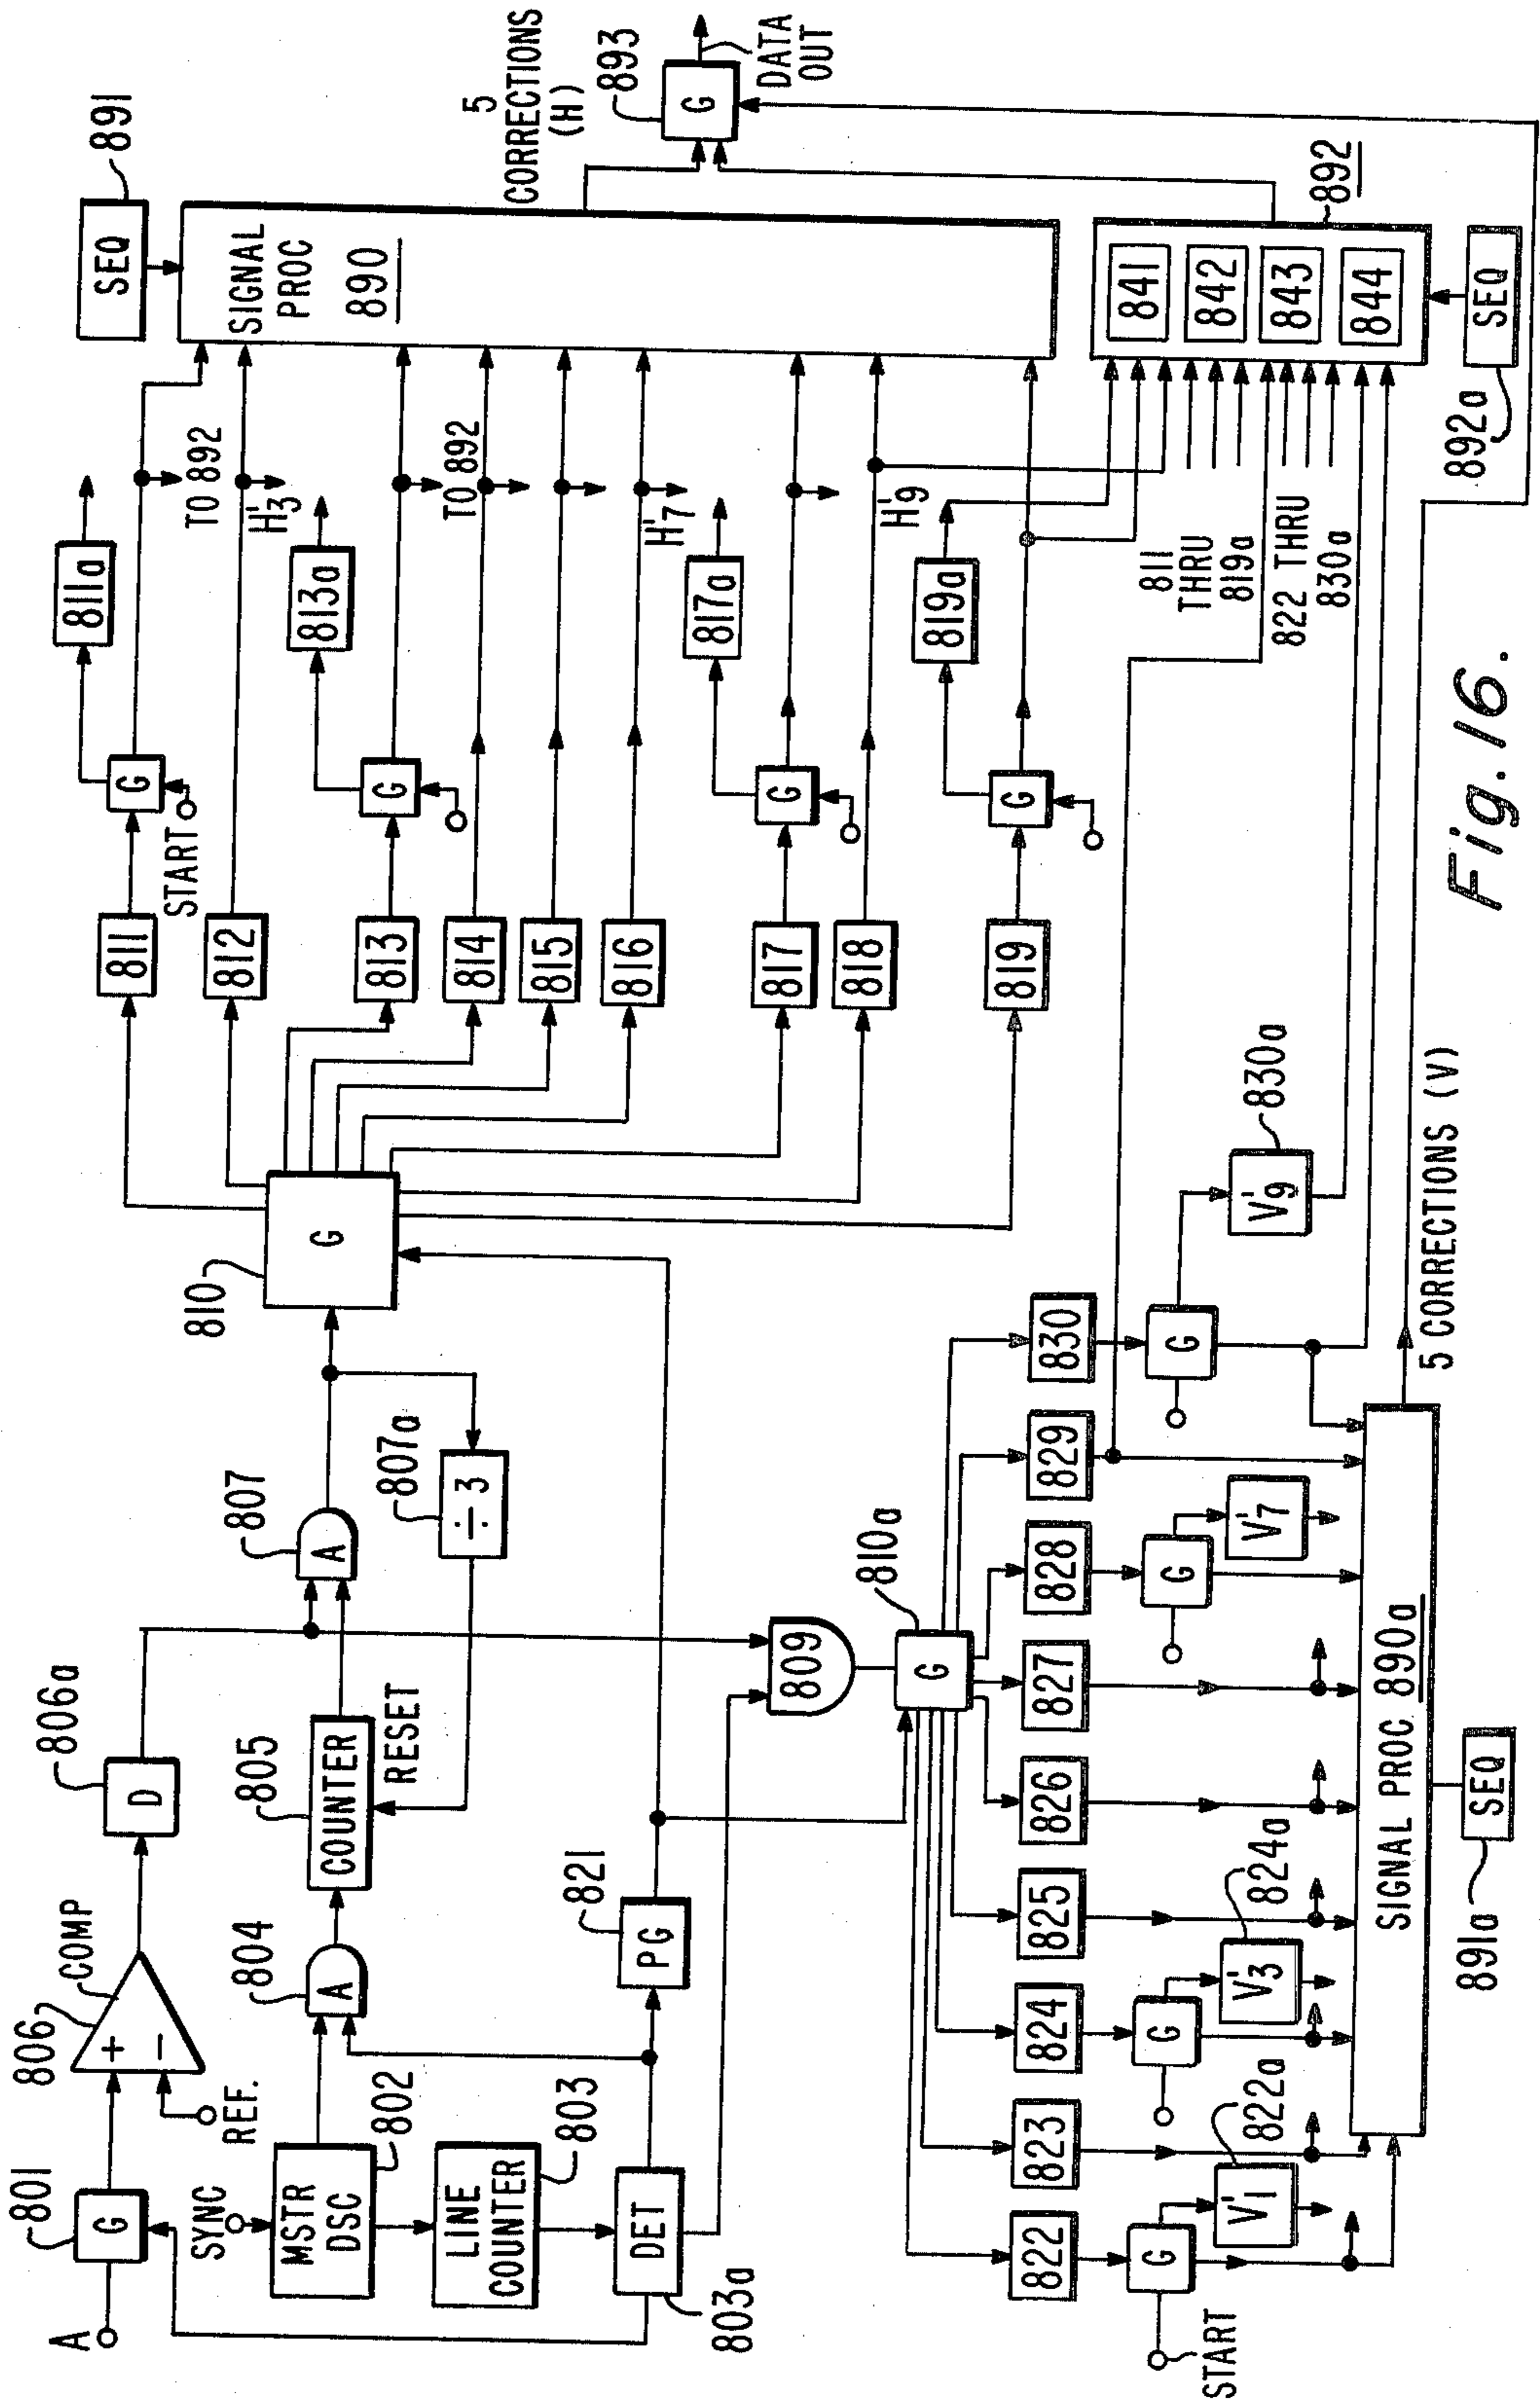 A
801
G
SYNC
MSTR
DSC
802
LINE
COUNTER
803
DET
803a
REF.
806
COMP
+
−
806a
D
804
A
805
COUNTER
RESET
807
A
807a
÷ 3
821
PG
809
810
G
810a
G
811
812
813
814
815
816
817
818
819
START
G
G
G
G
811a
813a
817a
819a
TO 892
H'3
TO 892
H'7
H'9
SEQ
891
SIGNAL
PROC
890
5
CORRECTIONS
(H)
893
G
DATA
OUT
841
842
843
844
892
SEQ
892a
811
THRU
819a
822 THRU
830a
822
823
824
825
826
827
828
829
830
START
G
G
G
G
V'1
822a
V'3
824a
V'7
V'9
830a
SIGNAL PROC 890a
SEQ
891a
5 CORRECTIONS (V)
Fig. 16.